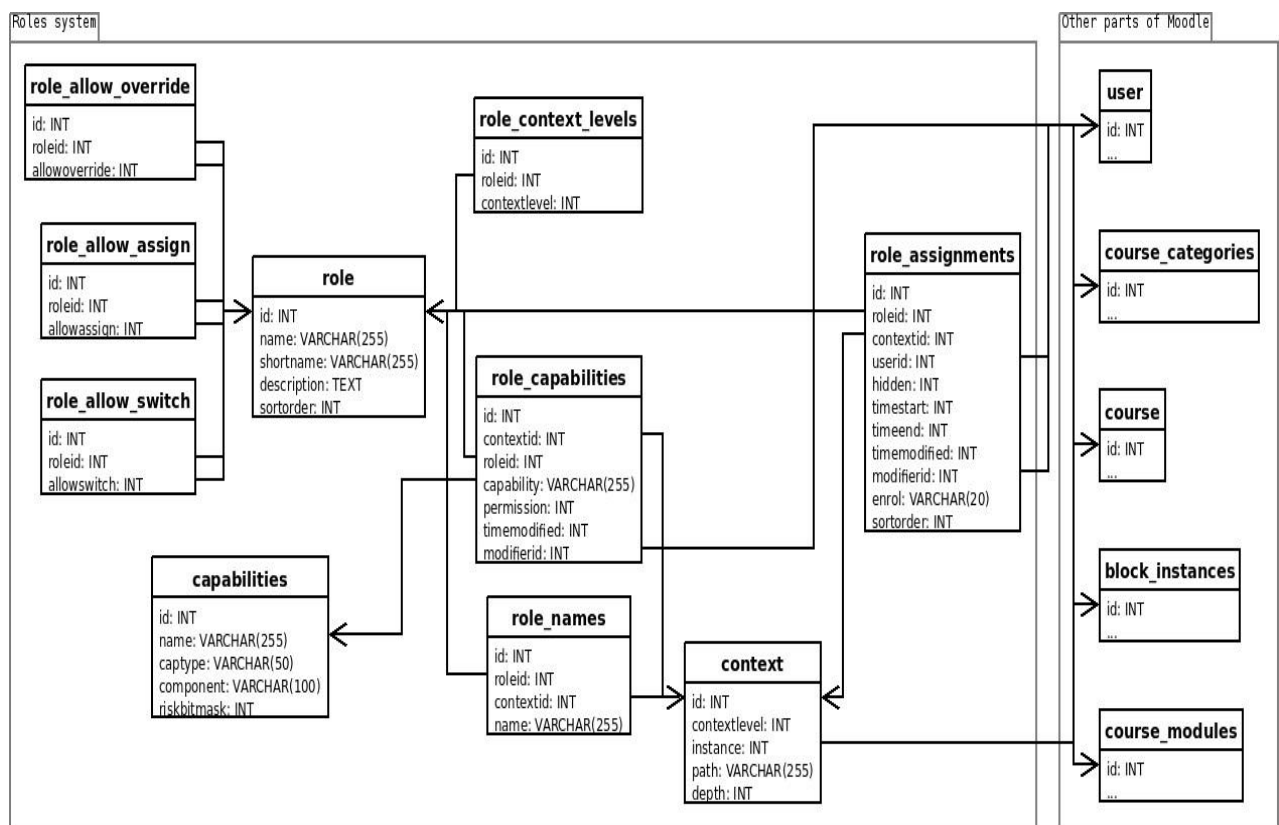 Roles system
role_allow_override
id: INT
roleid: INT
allowoverride: INT
role_allow_assign
id: INT
roleid: INT
allowassign: INT
role_allow_switch
id: INT
roleid: INT
allowswitch: INT
role
id: INT
name: VARCHAR(255)
shortname: VARCHAR(255)
description: TEXT
sortorder: INT
capabilities
id: INT
name: VARCHAR(255)
captype: VARCHAR(50)
component: VARCHAR(100)
riskbitmask: INT
role_context_levels
id: INT
roleid: INT
contextlevel: INT
role_capabilities
id: INT
contextid: INT
roleid: INT
capability: VARCHAR(255)
permission: INT
timemodified: INT
modifierid: INT
role_names
id: INT
roleid: INT
contextid: INT
name: VARCHAR(255)
context
id: INT
contextlevel: INT
instance: INT
path: VARCHAR(255)
depth: INT
role_assignments
id: INT
roleid: INT
contextid: INT
userid: INT
hidden: INT
timestart: INT
timeend: INT
timemodified: INT
modifierid: INT
enrol: VARCHAR(20)
sortorder: INT
Other parts of Moodle
user
id: INT
...
course_categories
id: INT
...
course
id: INT
...
block_instances
id: INT
...
course_modules
id: INT
...